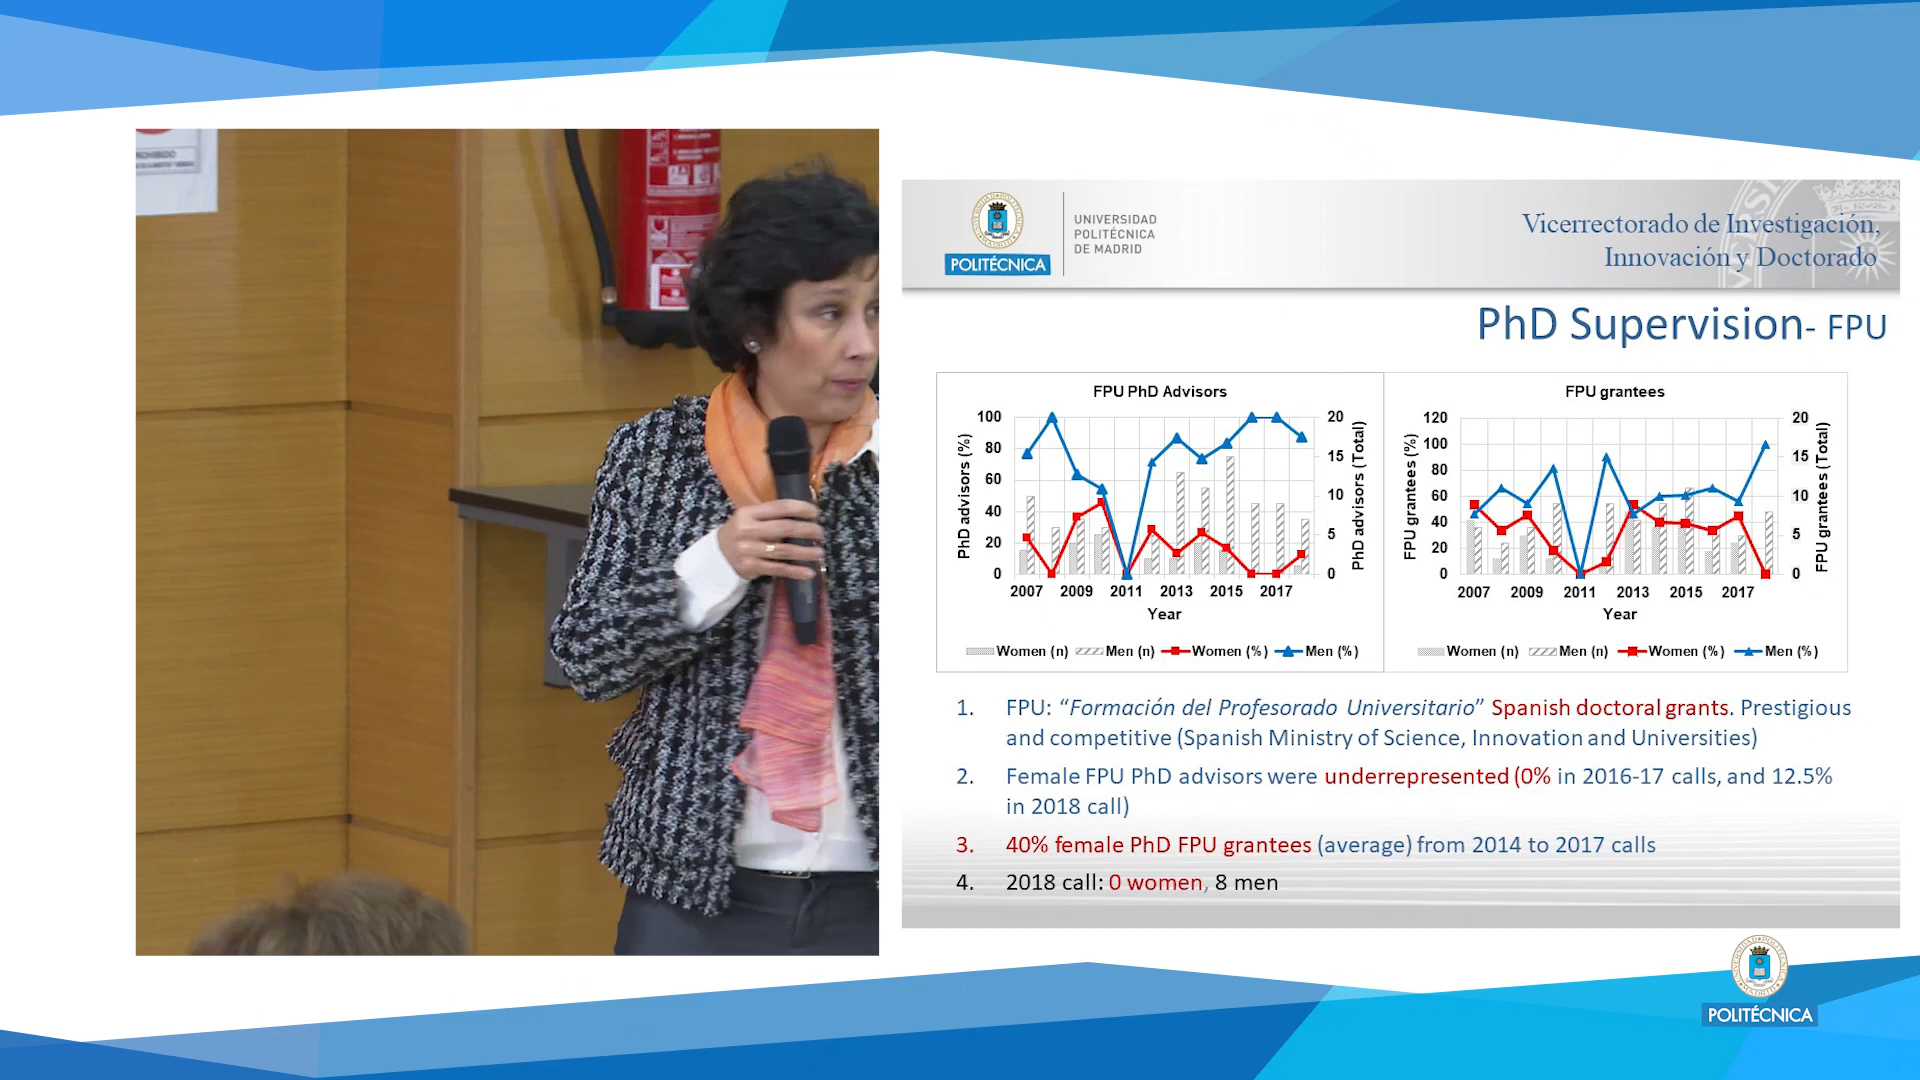 PROHIBIDO
UNIVERSIDAD
POLITÉCNICA
DE MADRID
POLITÉCNICA
Vicerrectorado de Investigación,
Innovación y Doctorado
PhD Supervision- FPU
FPU PhD Advisors
100
80
60
40
20
0
PhD advisors (%)
20
15
10
5
0
PhD advisors (Total)
2007 2009 2011 2013 2015 2017
Year
Women (n) Men (n) Women (%) Men (%)
FPU grantees
120
100
80
60
40
20
0
FPU grantees (%)
20
15
10
5
0
FPU grantees (Total)
2007 2009 2011 2013 2015 2017
Year
Women (n) Men (n) Women (%) Men (%)
1. FPU: “Formación del Profesorado Universitario” Spanish doctoral grants. Prestigious
and competitive (Spanish Ministry of Science, Innovation and Universities)
2. Female FPU PhD advisors were underrepresented (0% in 2016-17 calls, and 12.5%
in 2018 call)
3. 40% female PhD FPU grantees (average) from 2014 to 2017 calls
4. 2018 call: 0 women, 8 men
POLITÉCNICA